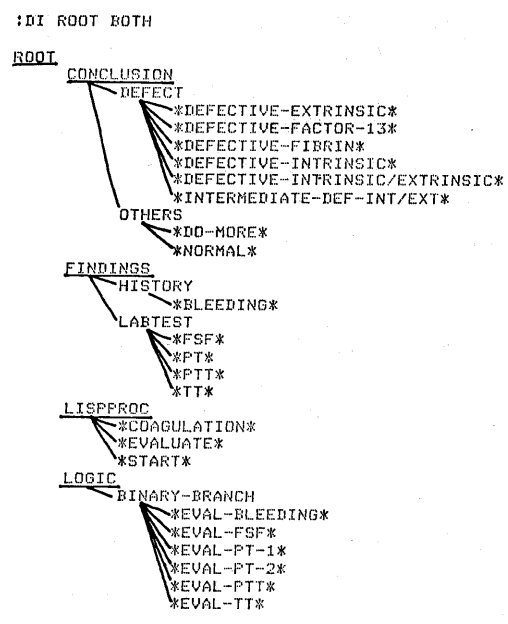 :DI ROOT BOTH
ROOT
CONCLUSION
DEFECT
*DEFECTIVE-EXTRINSIC*
*DEFECTIVE-FACTOR-13*
*DEFECTIVE-FIBRIN*
*DEFECTIVE-INTRINSIC*
*DEFECTIVE-INTRINSIC/EXTRINSIC*
*INTERMEDIATE-DEF-INT/EXT*
OTHERS
*DO-MORE*
*NORMAL*
FINDINGS
HISTORY
*BLEEDING*
LABTEST
*FSF*
*PT*
*PTT*
*TT*
LISPPROC
*COAGULATION*
*EVALUATE*
*START*
LOGIC
BINARY-BRANCH
*EVAL-BLEEDING*
*EVAL-FSF*
*EVAL-PT-1*
*EVAL-PT-2*
*EVAL-PTT*
*EVAL-TT*